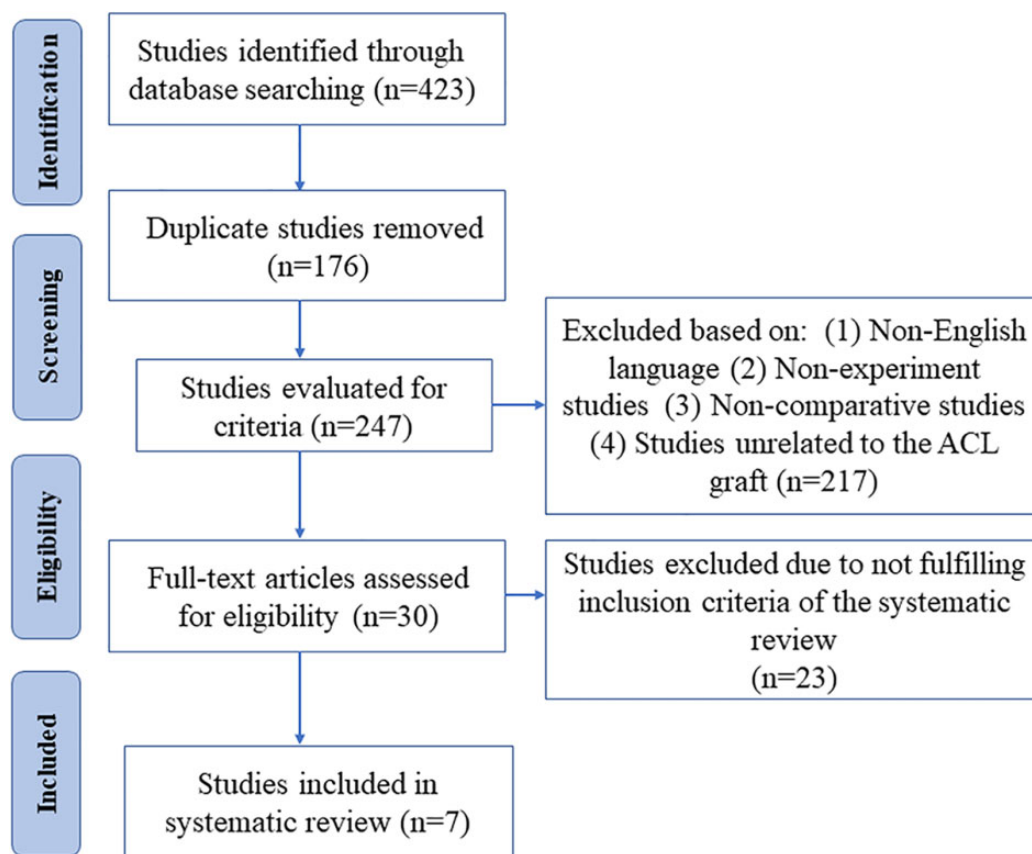 Identification
Studies identified through
database searching (n=423)
Duplicate studies removed
(n=176)
Screening
Studies evaluated for
criteria (n=247)
Excluded based on: (1) Non-English
language (2) Non-experiment
studies (3) Non-comparative studies
(4) Studies unrelated to the ACL
graft (n=217)
Eligibility
Full-text articles assessed
for eligibility (n=30)
Studies excluded due to not fulfilling
inclusion criteria of the systematic
review
(n=23)
Included
Studies included in
systematic review (n=7)